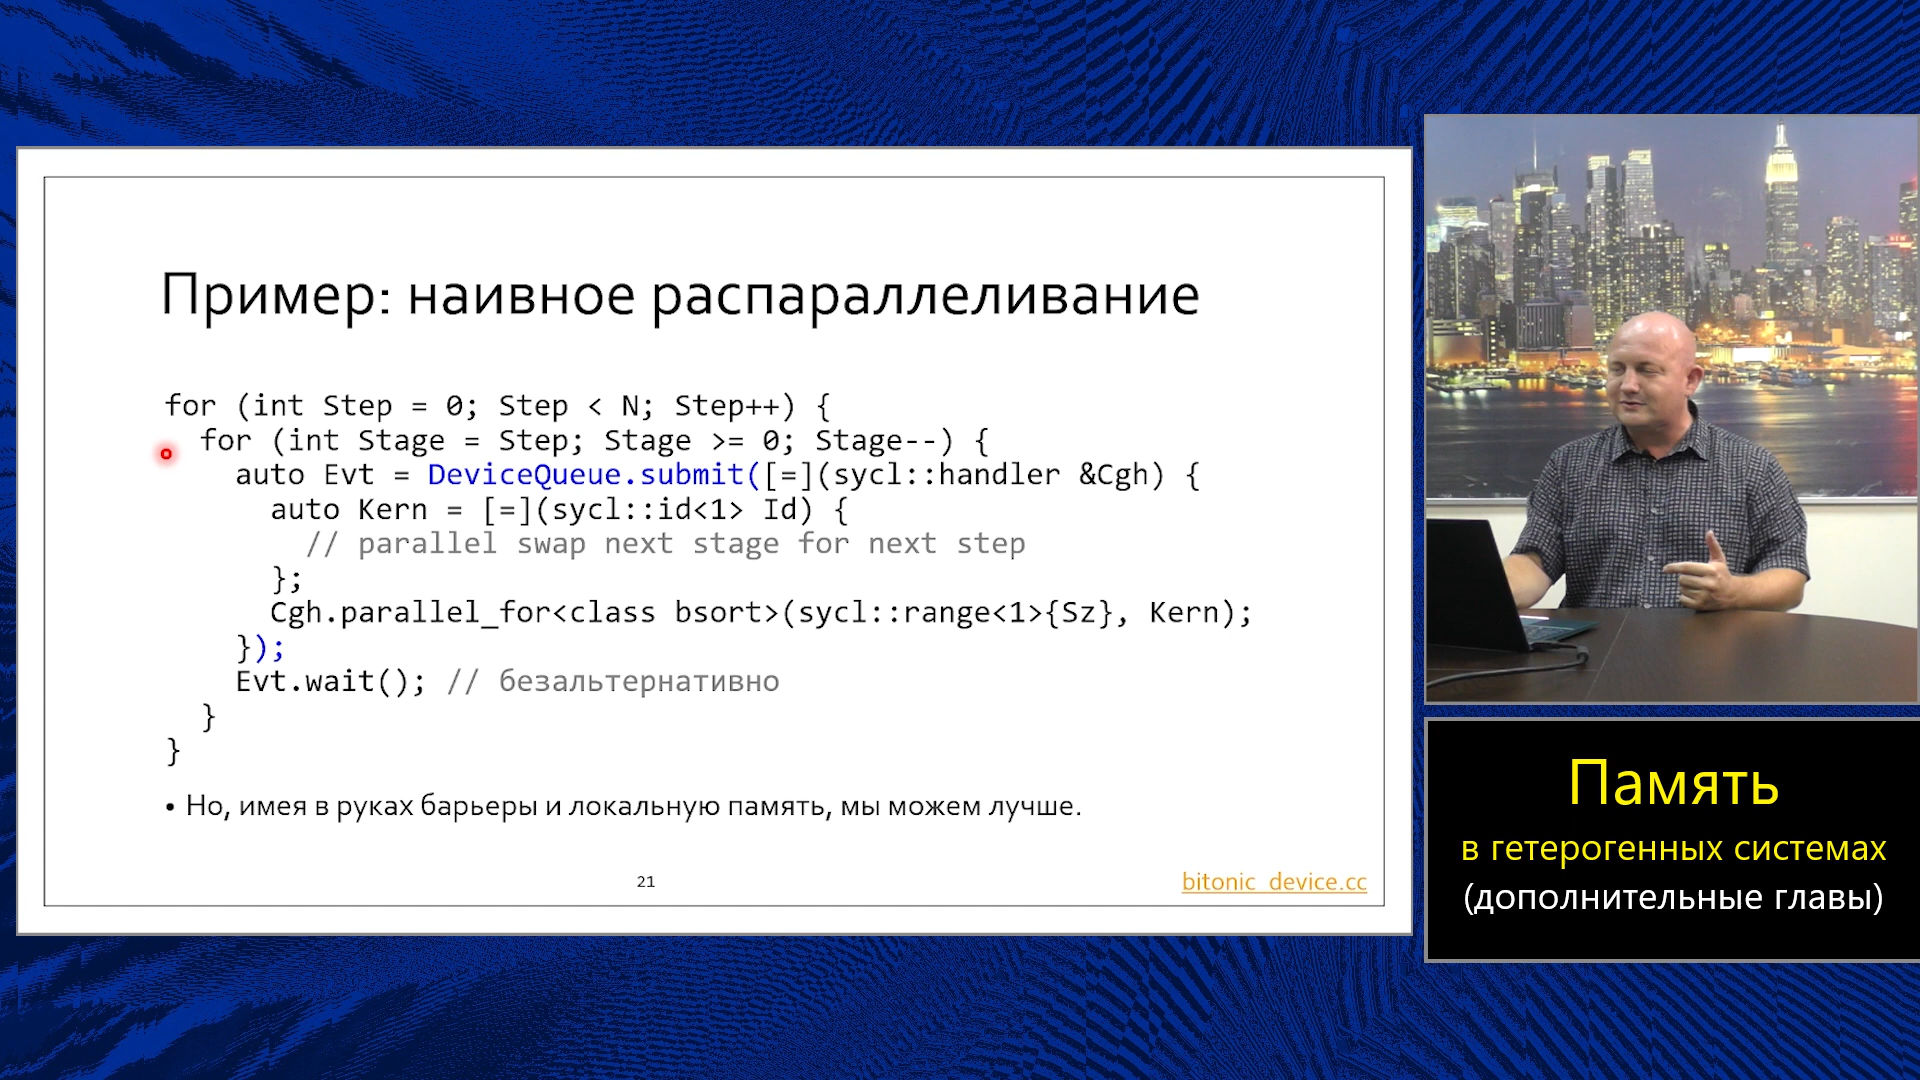 Пример: наивное распараллеливание
for (int Step = 0; Step < N; Step++) {
  for (int Stage = Step; Stage >= 0; Stage--) {
    auto Evt = DeviceQueue.submit([=](sycl::handler &Cgh) {
      auto Kern = [=](sycl::id<1> Id) {
        // parallel swap next stage for next step
      };
      Cgh.parallel_for<class bsort>(sycl::range<1>{Sz}, Kern);
    });
    Evt.wait(); // безальтернативно
  }
}
• Но, имея в руках барьеры и локальную память, мы можем лучше.
21
bitonic_device.cc
Память
в гетерогенных системах
(дополнительные главы)